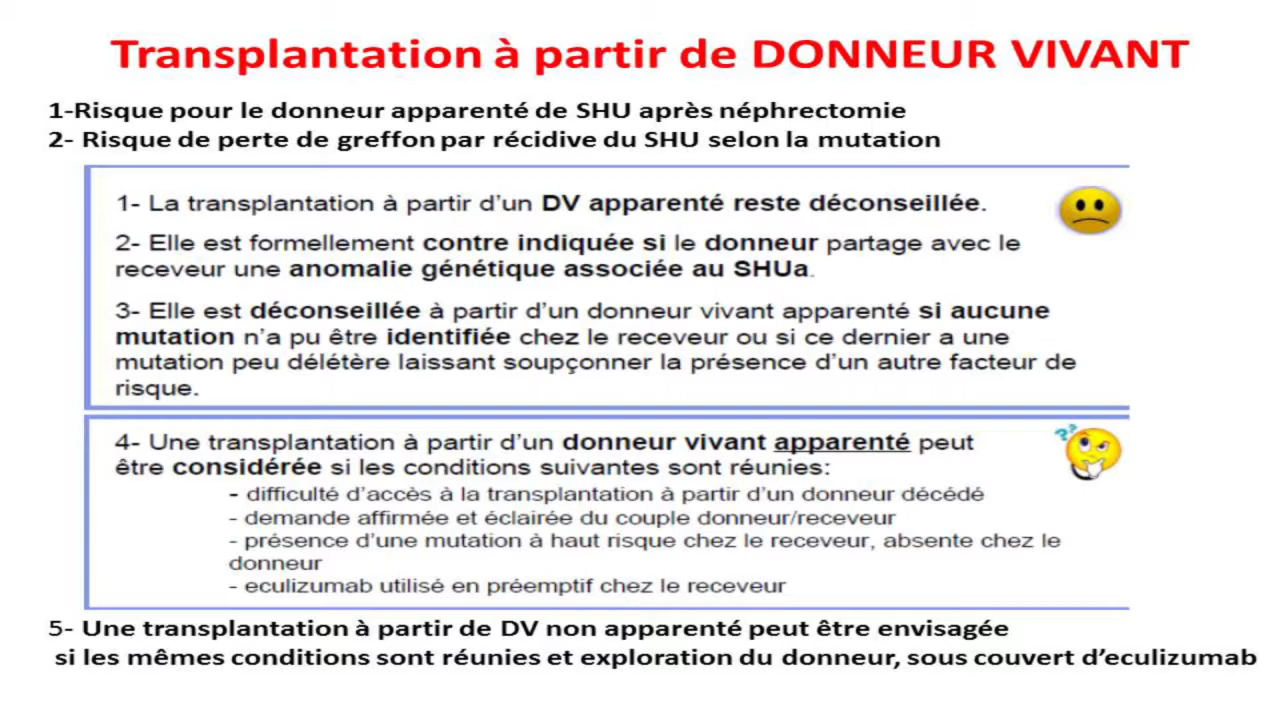 Transplantation à partir de DONNEUR VIVANT
1-Risque pour le donneur apparenté de SHU après néphrectomie
2- Risque de perte de greffon par récidive du SHU selon la mutation
1- La transplantation à partir d'un DV apparenté reste déconseillée.
2- Elle est formellement contre indiquée si le donneur partage avec le
receveur une anomalie génétique associée au SHUa.
3- Elle est déconseillée à partir d'un donneur vivant apparenté si aucune
mutation n'a pu être identifiée chez le receveur ou si ce dernier a une
mutation peu délétère laissant soupçonner la présence d'un autre facteur de
risque.
4- Une transplantation à partir d'un donneur vivant apparenté peut
être considérée si les conditions suivantes sont réunies:
- difficulté d'accès à la transplantation à partir d'un donneur décédé
- demande affirmée et éclairée du couple donneur/receveur
- présence d'une mutation à haut risque chez le receveur, absente chez le
donneur
- eculizumab utilisé en préemptif chez le receveur
5- Une transplantation à partir de DV non apparenté peut être envisagée
si les mêmes conditions sont réunies et exploration du donneur, sous couvert d'eculizumab